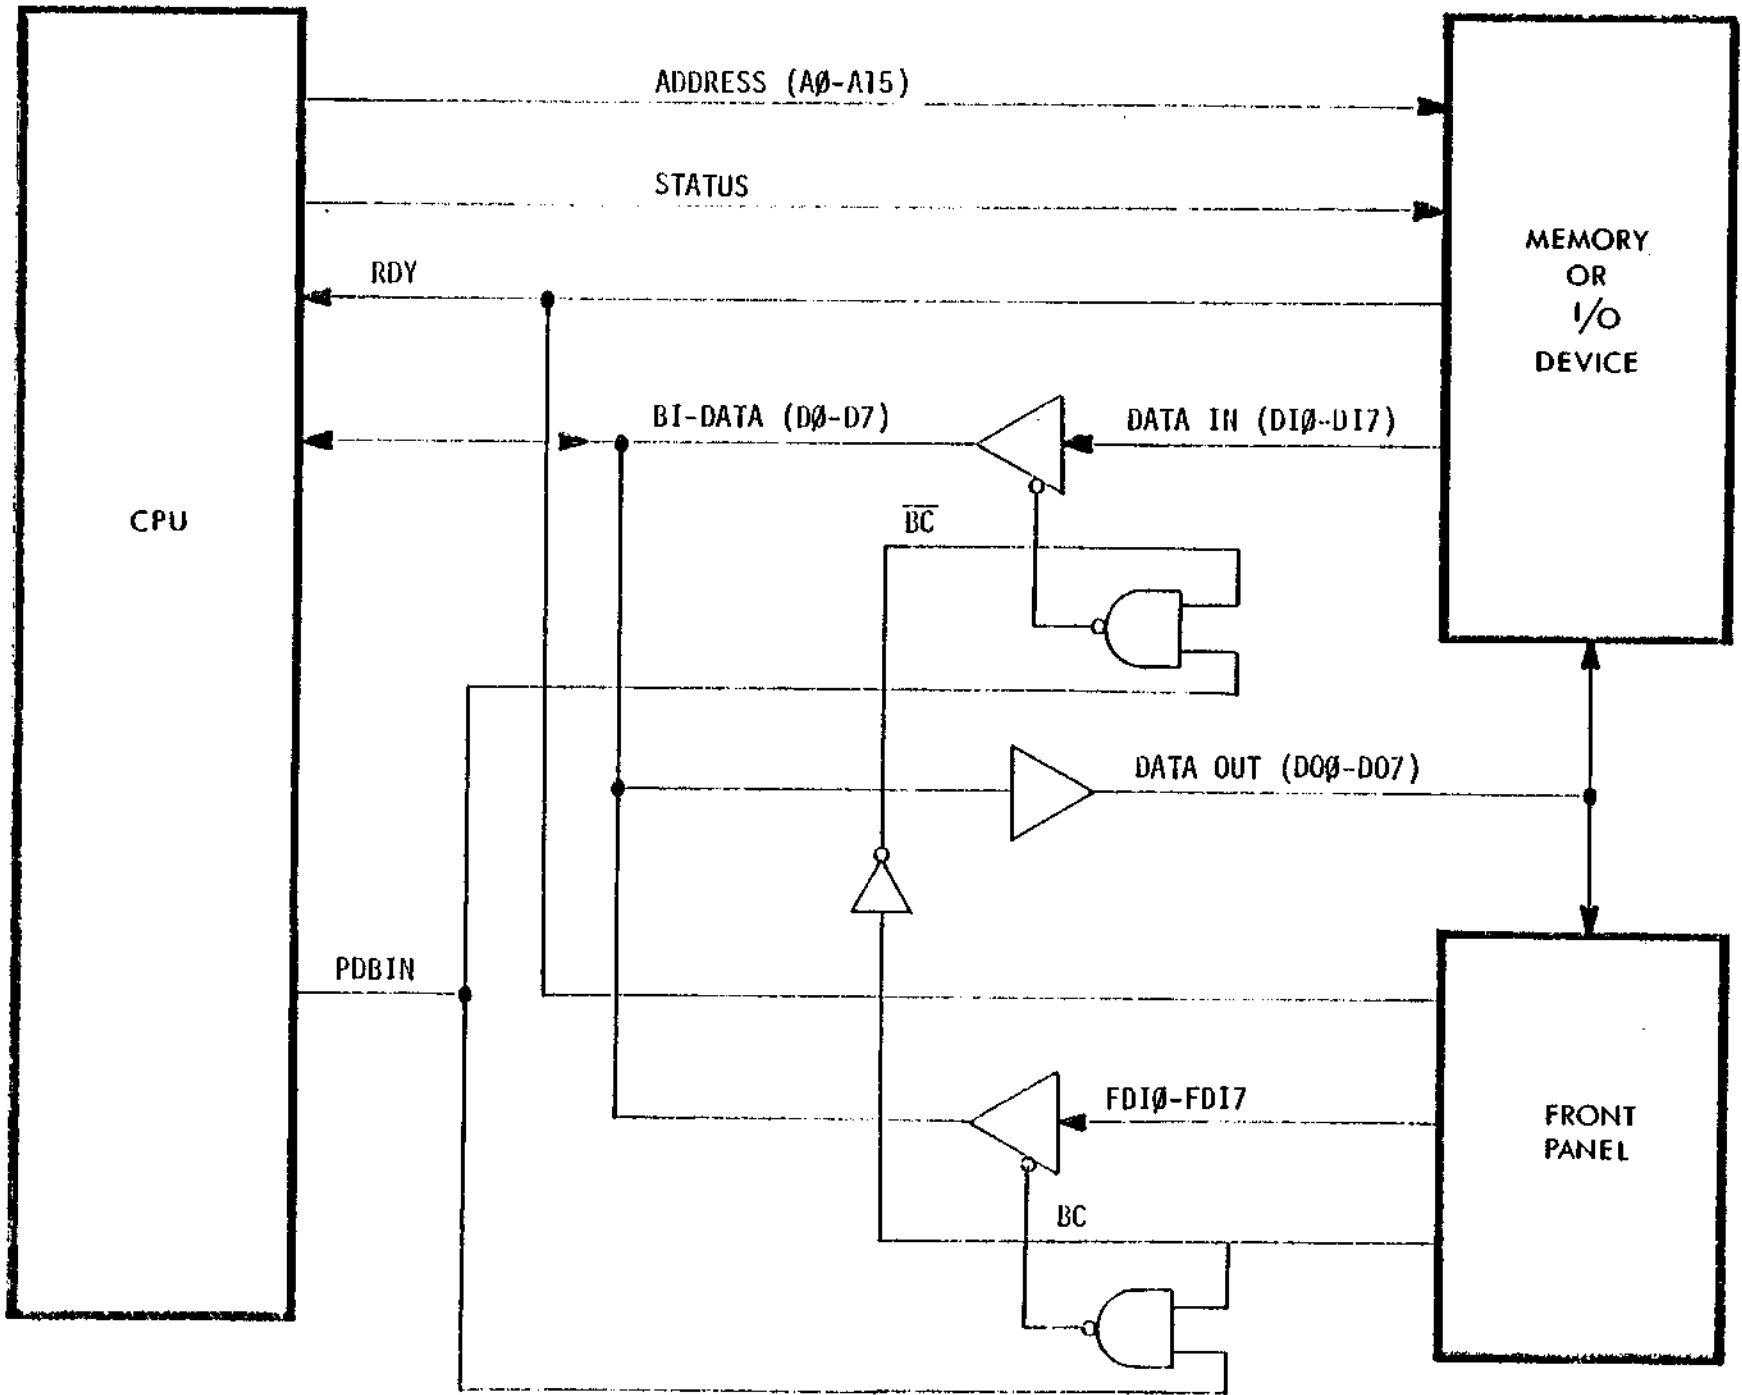 ADDRESS (AØ-A15)
STATUS
RDY
MEMORY
OR
I/O
DEVICE
BI-DATA (DØ-D7)
DATA IN (DIØ-DI7)
CPU
B̅C̅
DATA OUT (DOØ-DO7)
PDBIN
FDIØ-FDI7
FRONT
PANEL
BC